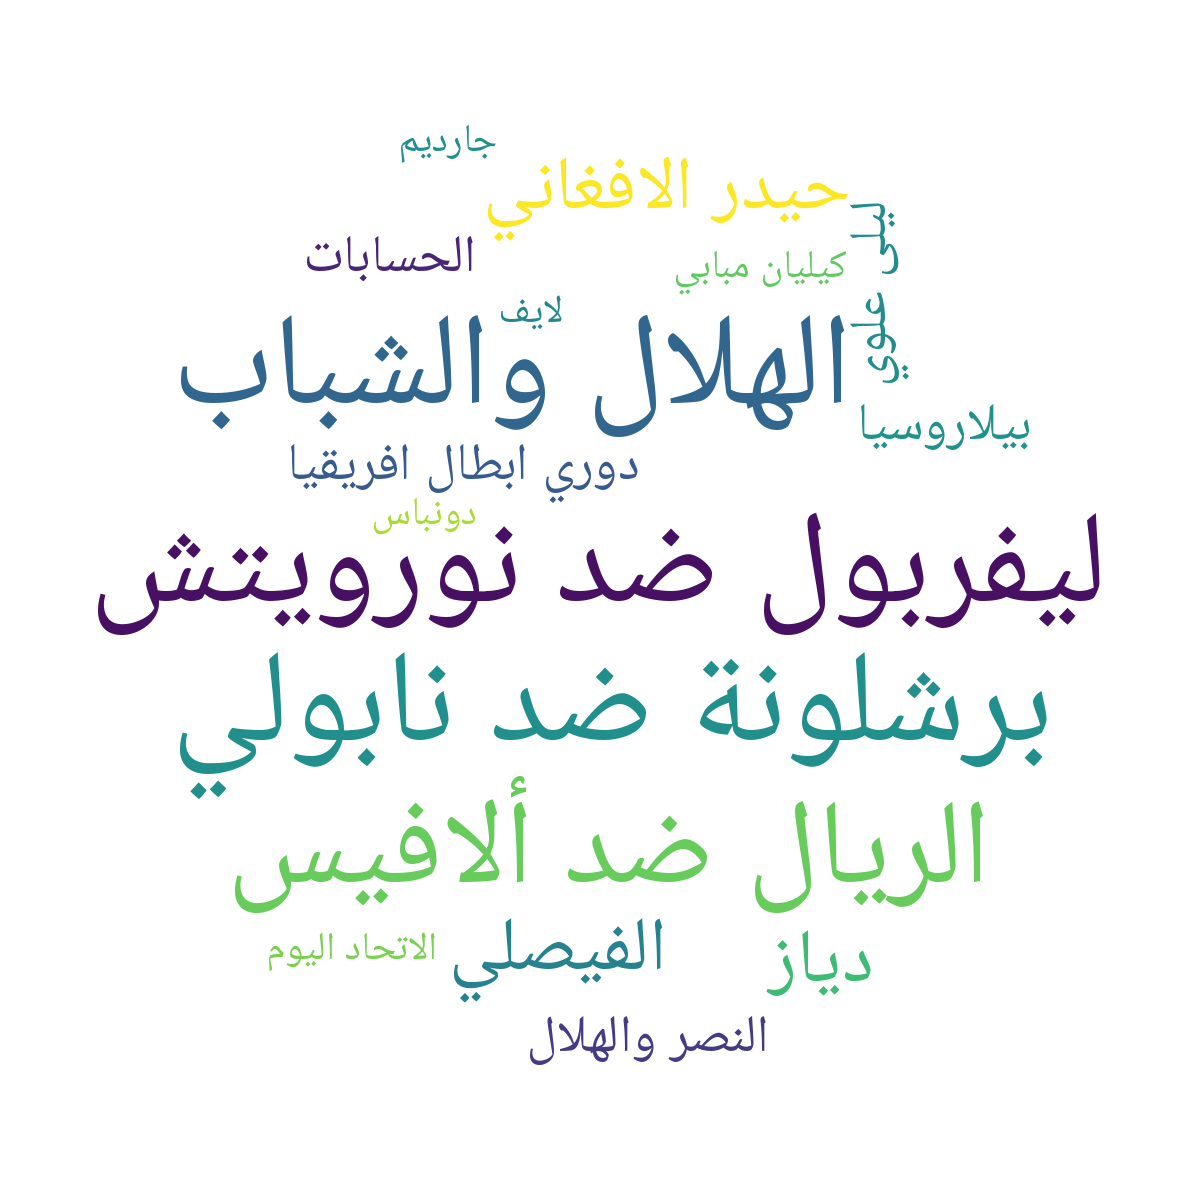 جارديم
حيدر الافغاني
ليلى علوي
الحسابات
كيليان مبابي
لايف
الهلال والشباب
بيلاروسيا
دوري ابطال افريقيا
دونباس
ليفربول ضد نورويتش
برشلونة ضد نابولي
الريال ضد ألافيس
الفيصلي
دياز
الاتحاد اليوم
النصر والهلال